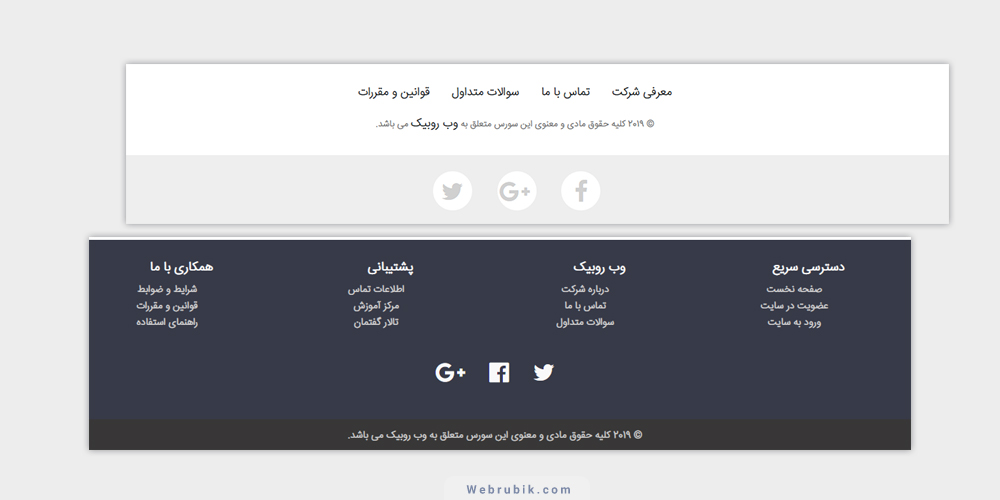 معرفی شرکت تماس با ما سوالات متداول قوانین و مقررات
© ۲۰۱۹ کلیه حقوق مادی و معنوی این سورس متعلق به وب روبیک می باشد.
دسترسی سریع وب روبیک پشتیبانی همکاری با ما
صفحه نخست درباره شرکت اطلاعات تماس شرایط و ضوابط
عضویت در سایت تماس با ما مرکز آموزش قوانین و مقررات
ورود به سایت سوالات متداول تالار گفتمان راهنمای استفاده
© ۲۰۱۹ کلیه حقوق مادی و معنوی این سورس متعلق به وب روبیک می باشد.
Webrubik.com